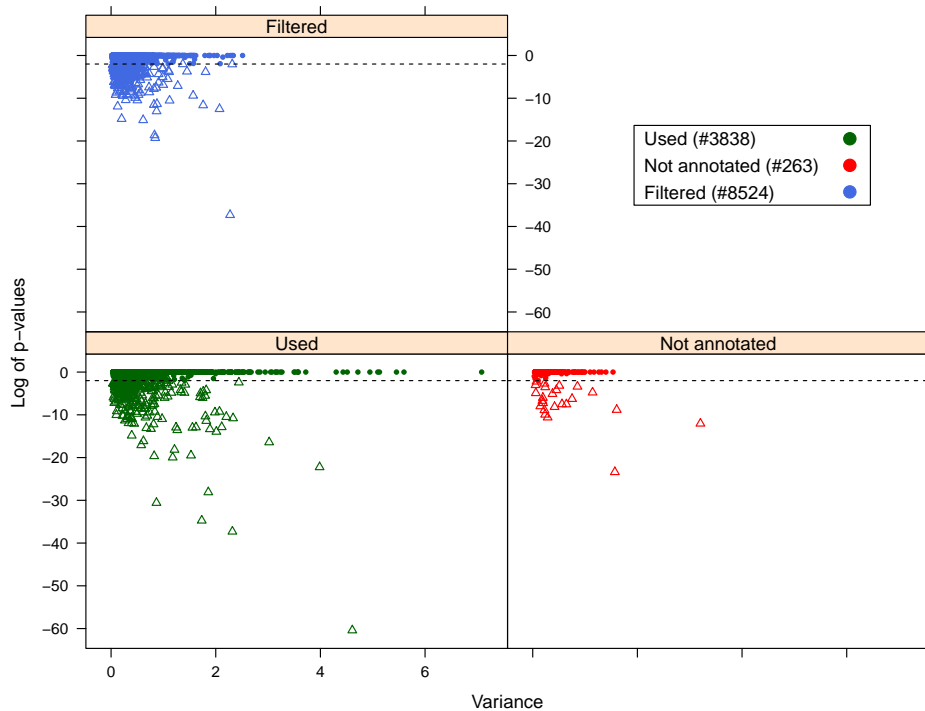 Filtered
0
−10
−20
−30
−40
−50
−60
Used (#3838)
Not annotated (#263)
Filtered (#8524)
Log of p−values
Used
Not annotated
0
−10
−20
−30
−40
−50
−60
0
2
4
6
Variance